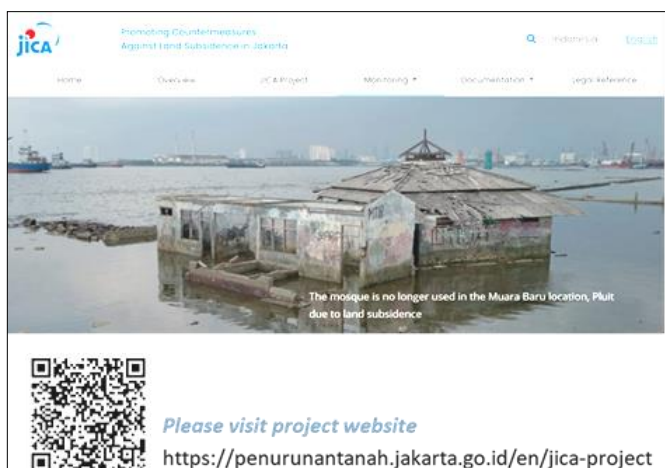 jICA
Promoting Countermeasures
Against Land Subsidence in Jakarta
Indonesia English
Home Overview JICA Project Monitoring Documentation Legal Reference
The mosque is no longer used in the Muara Baru location, Pluit
due to land subsidence
Please visit project website
https://penurunantanah.jakarta.go.id/en/jica-project